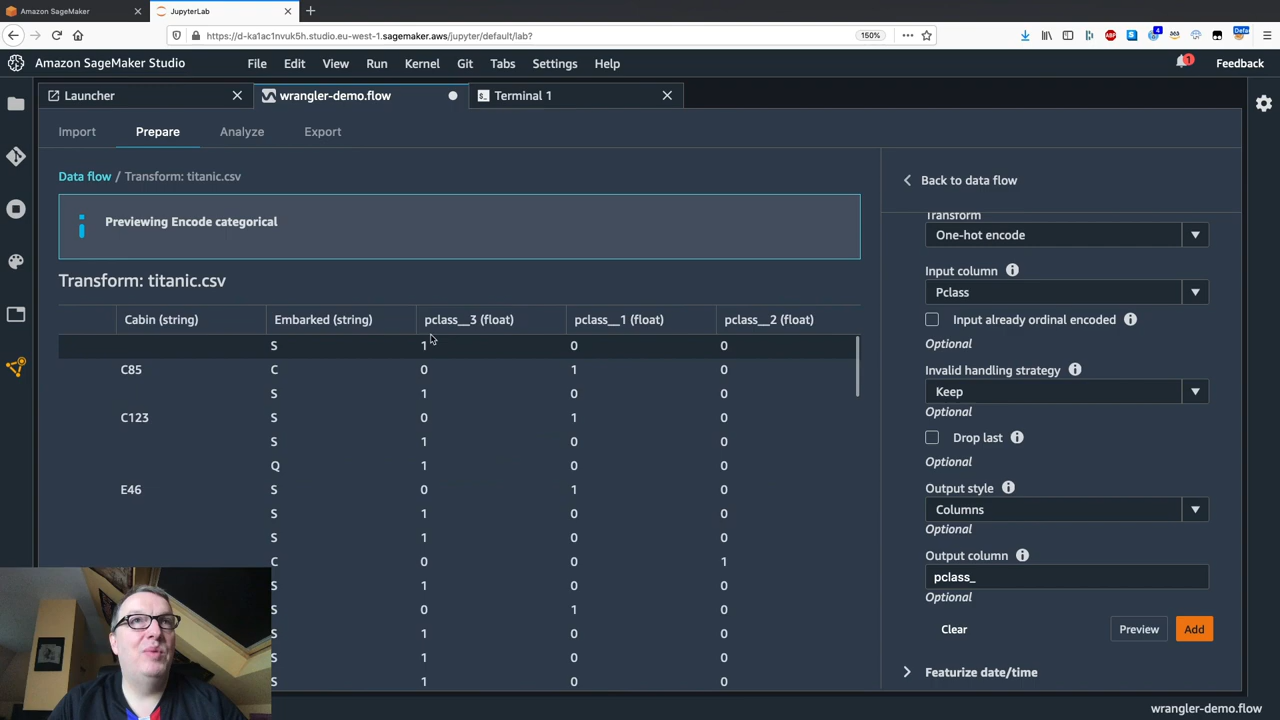 Amazon SageMaker
JupyterLab
https://d-ka1ac1nvuk5h.studio.eu-west-1.sagemaker.aws/jupyter/default/lab?
150%
Amazon SageMaker Studio
File Edit View Run Kernel Git Tabs Settings Help
1
Feedback
Launcher
wrangler-demo.flow
Terminal 1
Import Prepare Analyze Export
Data flow / Transform: titanic.csv
Previewing Encode categorical
Transform: titanic.csv
Cabin (string) Embarked (string) pclass__3 (float) pclass__1 (float) pclass__2 (float)
S 1 0 0
C85 C 0 1 0
S 1 0 0
C123 S 0 1 0
S 1 0 0
Q 1 0 0
E46 S 0 1 0
S 1 0 0
S 1 0 0
C 0 0 1
S 1 0 0
S 0 1 0
S 1 0 0
S 1 0 0
S 1 0 0
Back to data flow
Transform
One-hot encode
Input column
Pclass
Input already ordinal encoded
Optional
Invalid handling strategy
Keep
Optional
Drop last
Optional
Output style
Columns
Optional
Output column
pclass_
Optional
Clear Preview Add
Featurize date/time
wrangler-demo.flow